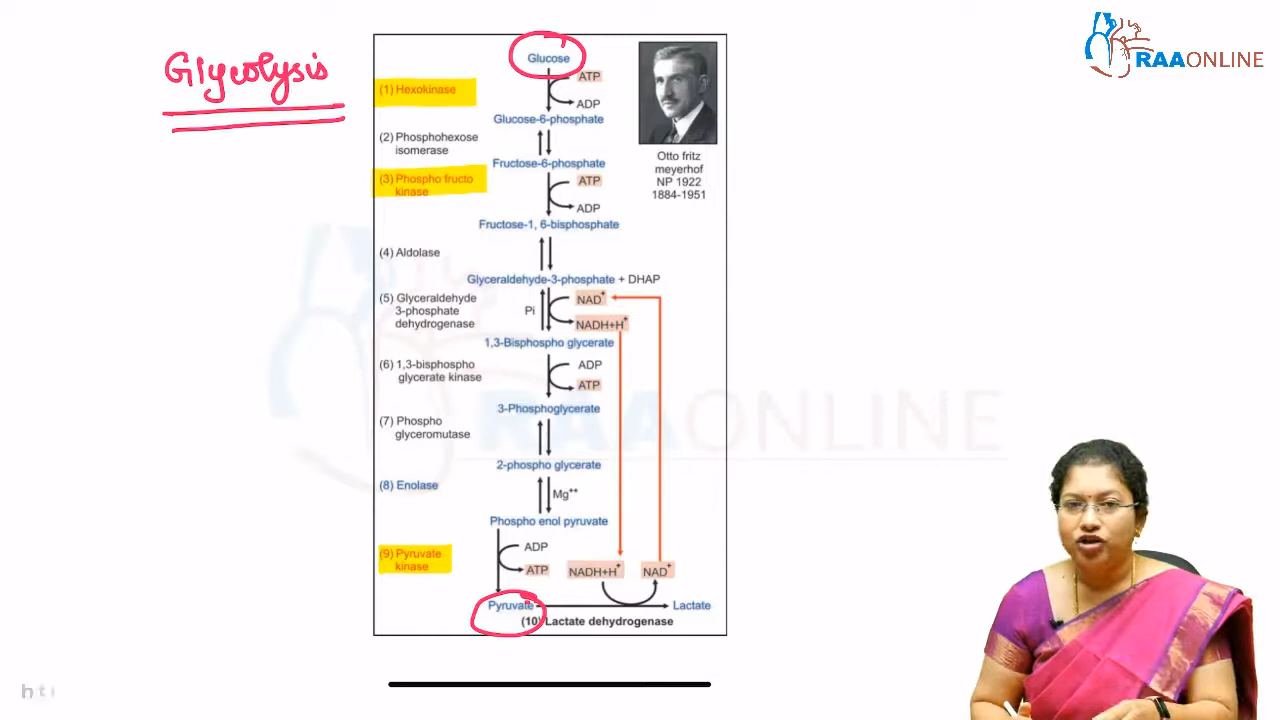 Glycolysis
RAAONLINE
Glucose
(1) Hexokinase
ATP
ADP
Glucose-6-phosphate
(2) Phosphohexose
isomerase
Fructose-6-phosphate
(3) Phospho fructo
kinase
ATP
ADP
Fructose-1, 6-bisphosphate
(4) Aldolase
Glyceraldehyde-3-phosphate + DHAP
(5) Glyceraldehyde
3-phosphate
dehydrogenase
Pi
NAD+
NADH+H+
1,3-Bisphospho glycerate
(6) 1,3-bisphospho
glycerate kinase
ADP
ATP
3-Phosphoglycerate
(7) Phospho
glyceromutase
2-phospho glycerate
(8) Enolase
Mg++
Phospho enol pyruvate
(9) Pyruvate
kinase
ADP
ATP
NADH+H+
NAD+
Pyruvate
Lactate
(10) Lactate dehydrogenase
Otto fritz
meyerhof
NP 1922
1884-1951
RAAONLINE
htt